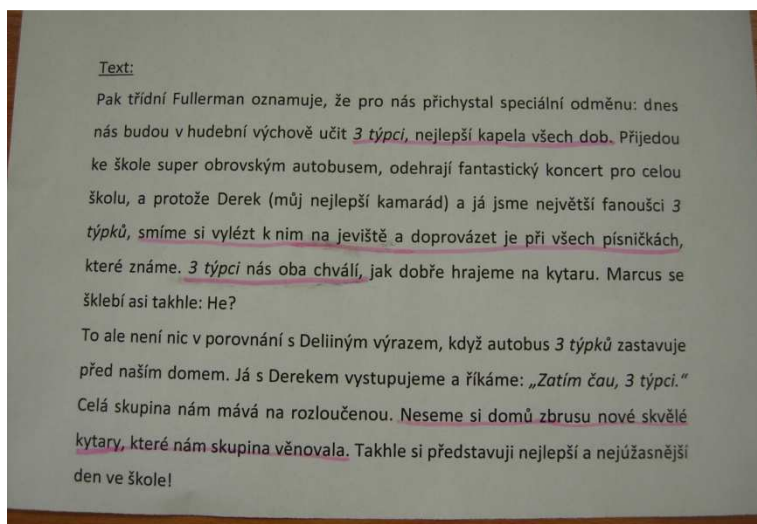 Text:
Pak třídní Fullerman oznamuje, že pro nás přichystal speciální odměnu: dnes
nás budou v hudební výchově učit 3 týpci, nejlepší kapela všech dob. Přijedou
ke škole super obrovským autobusem, odehrají fantastický koncert pro celou
školu, a protože Derek (můj nejlepší kamarád) a já jsme největší fanoušci 3
týpků, smíme si vylézt k nim na jeviště a doprovázet je při všech písničkách,
které známe. 3 týpci nás oba chválí, jak dobře hrajeme na kytaru. Marcus se
šklebí asi takhle: He?
To ale není nic v porovnání s Deliiným výrazem, když autobus 3 týpků zastavuje
před naším domem. Já s Derekem vystupujeme a říkáme: „Zatím čau, 3 týpci.“
Celá skupina nám mává na rozloučenou. Neseme si domů zbrusu nové skvělé
kytary, které nám skupina věnovala. Takhle si představuji nejlepší a nejúžasnější
den ve škole!